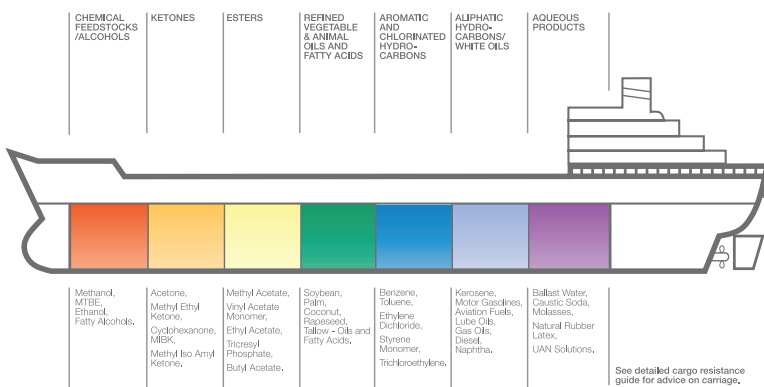 CHEMICAL
FEEDSTOCKS
/ALCOHOLS
KETONES
ESTERS
REFINED
VEGETABLE
& ANIMAL
OILS AND
FATTY ACIDS
AROMATIC
AND
CHLORINATED
HYDRO-
CARBONS
ALIPHATIC
HYDRO-
CARBONS/
WHITE OILS
AQUEOUS
PRODUCTS
Methanol,
MTBE,
Ethanol,
Fatty Alcohols.
Acetone,
Methyl Ethyl
Ketone,
Cyclohexanone,
MIBK,
Methyl Iso Amyl
Ketone,
Methyl Acetate,
Vinyl Acetate
Monomer,
Ethyl Acetate,
Tricresyl
Phosphate,
Butyl Acetate.
Soybean,
Palm,
Coconut,
Rapeseed,
Tallow - Oils and
Fatty Acids.
Benzene,
Toluene,
Ethylene
Dichloride,
Styrene
Monomer,
Trichloroethylene.
Kerosene,
Motor Gasolines,
Aviation Fuels,
Lube Oils,
Gas Oils,
Diesel,
Naphtha.
Ballast Water,
Caustic Soda,
Molasses,
Natural Rubber
Latex,
UAN Solutions.
See detailed cargo resistance
guide for advice on carriage.